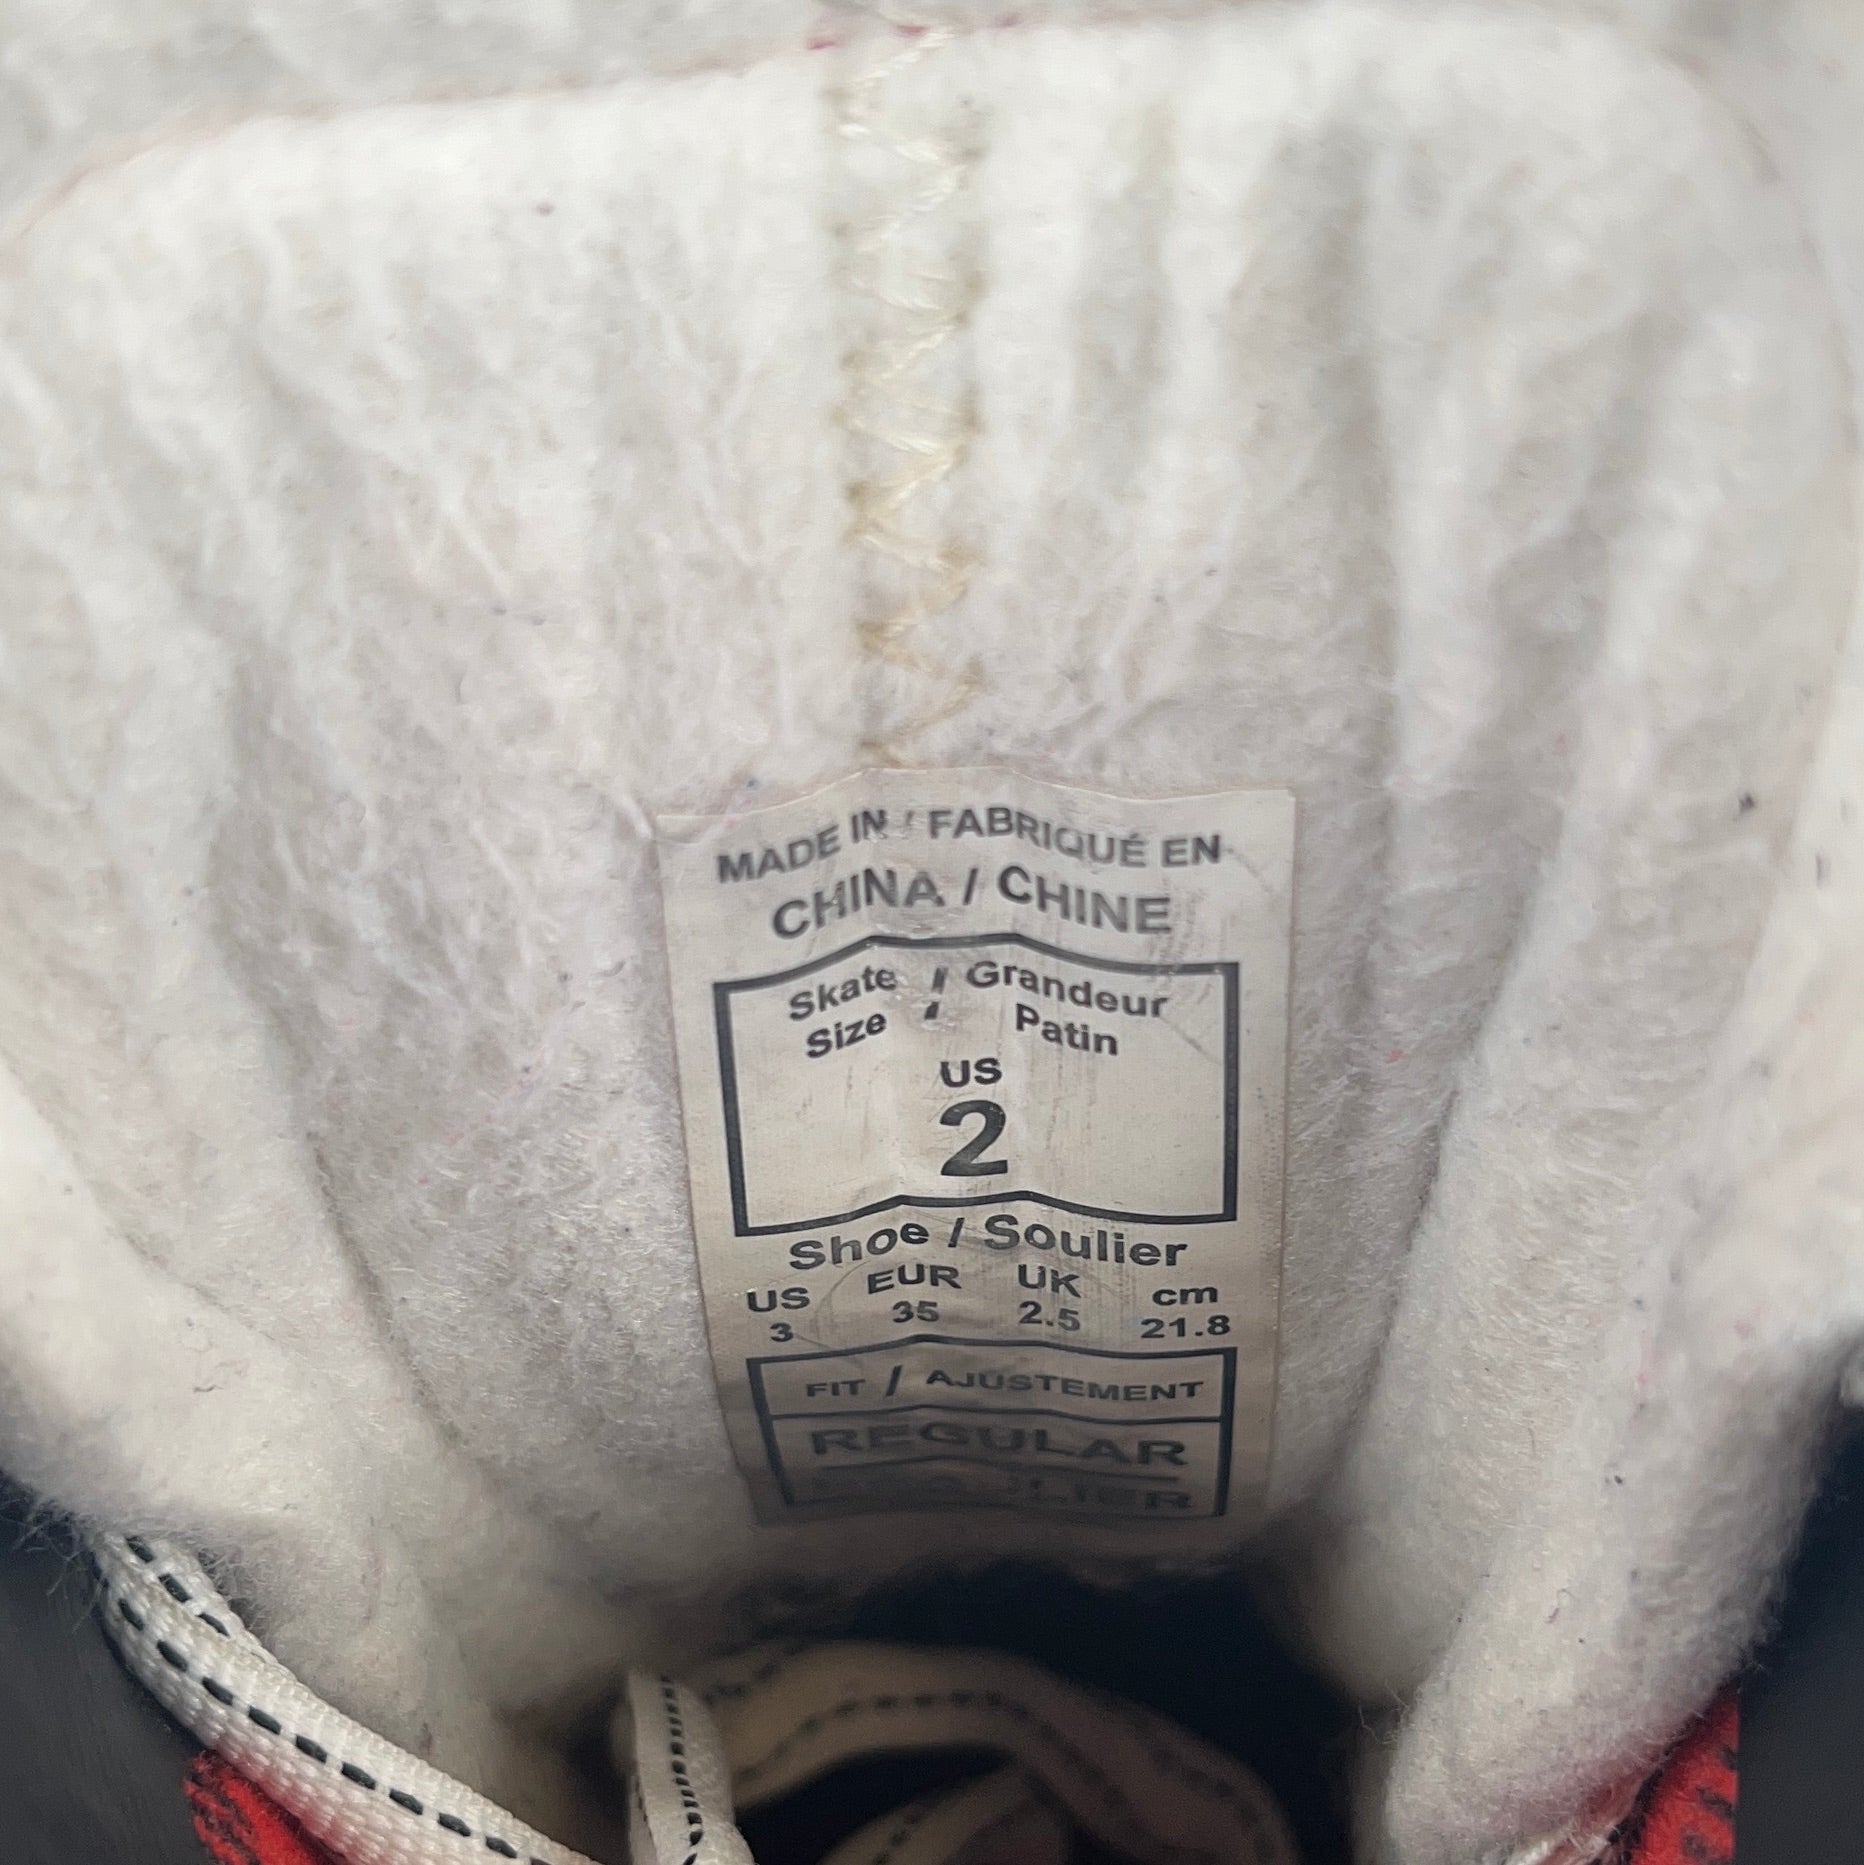 MADE IN / FABRIQUÉ EN
CHINA / CHINE
Skate / Grandeur
Size / Patin
US
2
Shoe / Soulier
US EUR UK cm
3 35 2.5 21.8
FIT / AJUSTEMENT
REGULAR